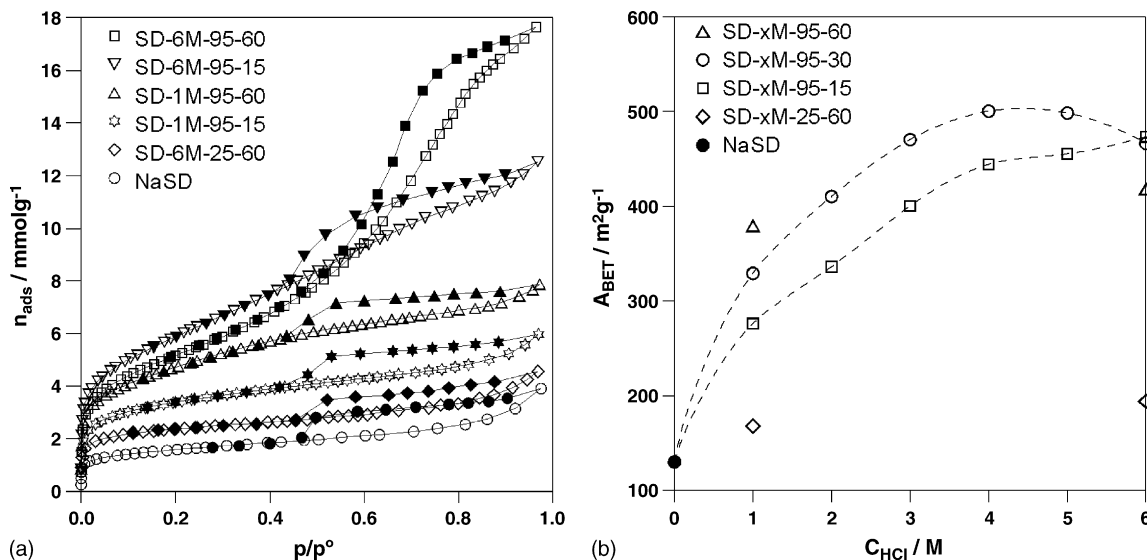 18
16
14
12
10
8
6
4
2
0
n_ads / mmolg⁻¹
SD-6M-95-60
SD-6M-95-15
SD-1M-95-60
SD-1M-95-15
SD-6M-25-60
NaSD
0.0 0.2 0.4 0.6 0.8 1.0
p/p°
(a)
600
500
400
300
200
100
A_BET / m²g⁻¹
SD-xM-95-60
SD-xM-95-30
SD-xM-95-15
SD-xM-25-60
NaSD
0 1 2 3 4 5 6
C_HCl / M
(b)